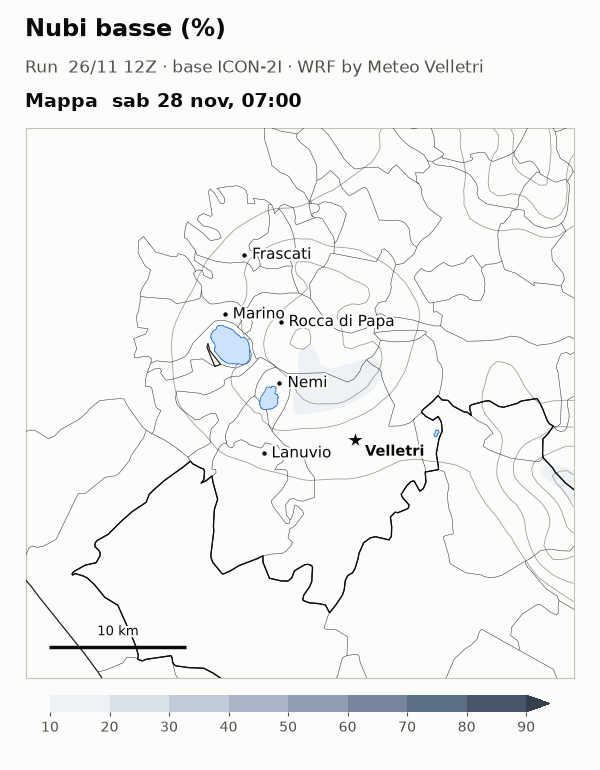 Nubi basse (%)
Run  26/11 12Z · base ICON-2I · WRF by Meteo Velletri
Mappa  sab 28 nov, 07:00
Frascati
Marino
Rocca di Papa
Nemi
Velletri
Lanuvio
10 km
10 20 30 40 50 60 70 80 90